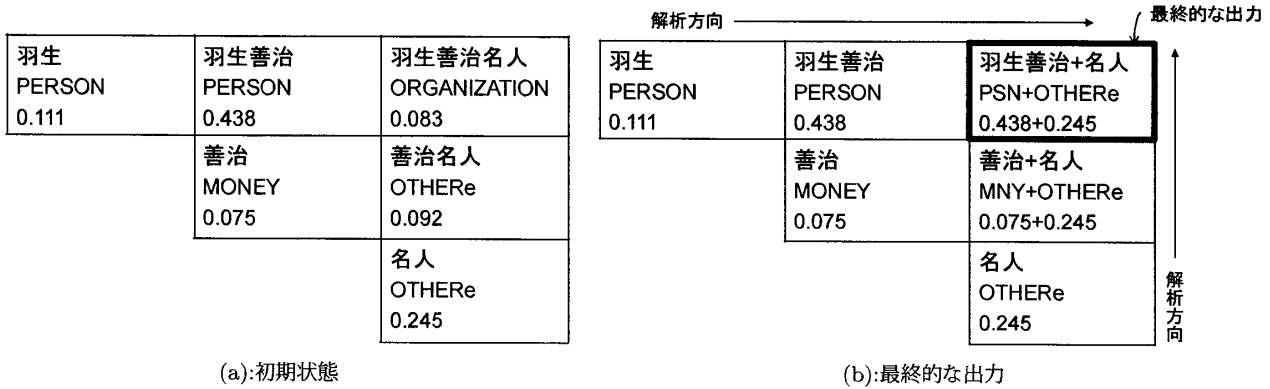 羽生
PERSON
0.111
羽生善治
PERSON
0.438
羽生善治名人
ORGANIZATION
0.083
善治
MONEY
0.075
善治名人
OTHERe
0.092
名人
OTHERe
0.245
(a):初期状態
解析方向
最終的な出力
羽生
PERSON
0.111
羽生善治
PERSON
0.438
羽生善治+名人
PSN+OTHERe
0.438+0.245
善治
MONEY
0.075
善治+名人
MNY+OTHERe
0.075+0.245
名人
OTHERe
0.245
解析方向
(b):最終的な出力